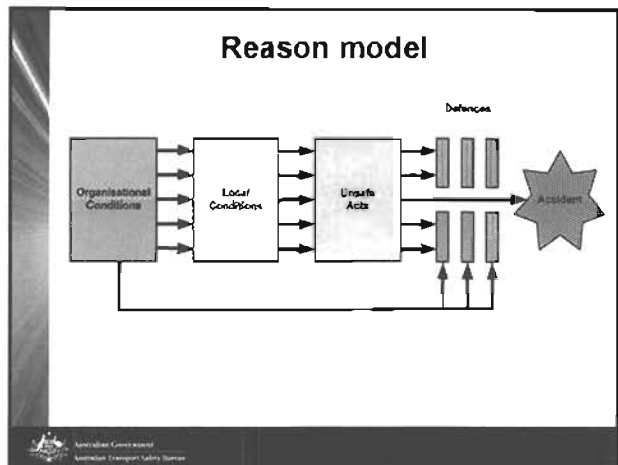 Reason model
Defences
Organisational
Conditions
Local
Conditions
Unsafe
Acts
Accident
Australian Government
Australian Transport Safety Bureau